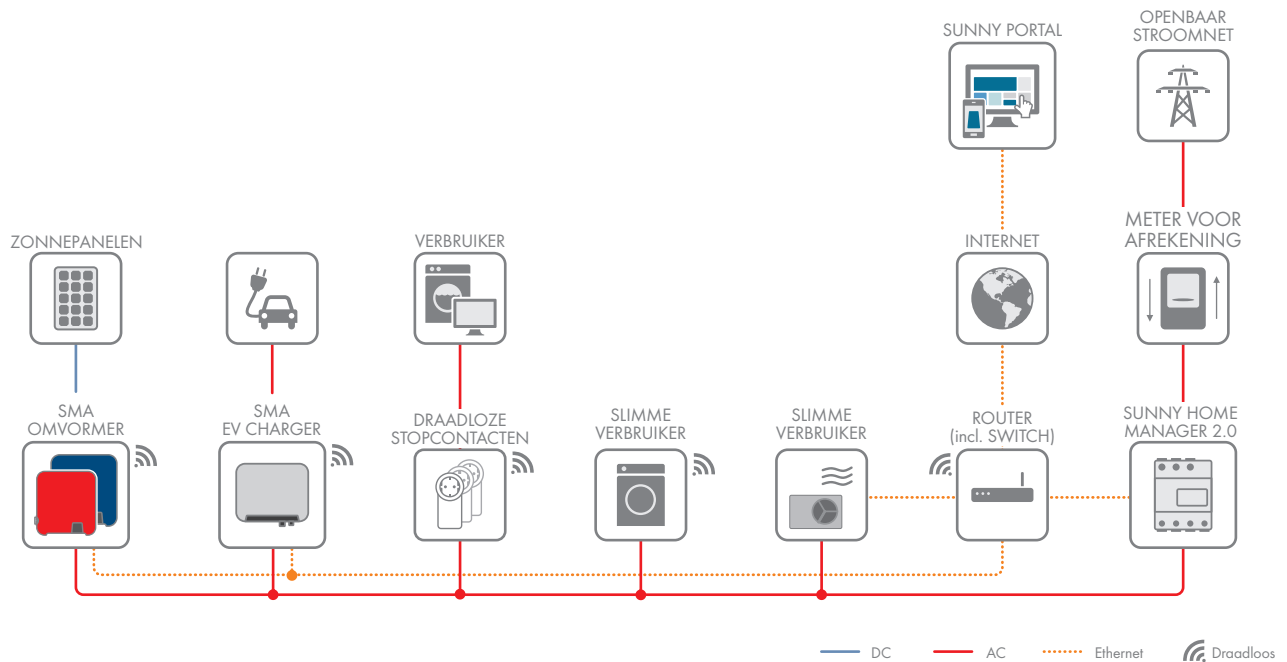 SUNNY PORTAL
OPENBAAR
STROOMNET
ZONNEPANELEN
VERBRUIKER
INTERNET
METER VOOR
AFREKENING
SMA
OMVORMER
SMA
EV CHARGER
DRAADLOZE
STOPCONTACTEN
SLIMME
VERBRUIKER
SLIMME
VERBRUIKER
ROUTER
(incl. SWITCH)
SUNNY HOME
MANAGER 2.0
DC
AC
Ethernet
Draadloos